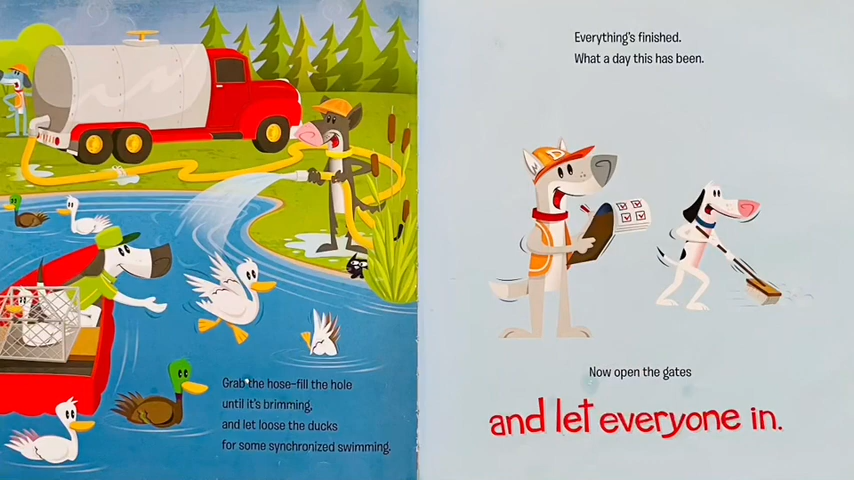 Grab the hose–fill the hole
until it's brimming,
and let loose the ducks
for some synchronized swimming.
Everything's finished.
What a day this has been.
Now open the gates
and let everyone in.